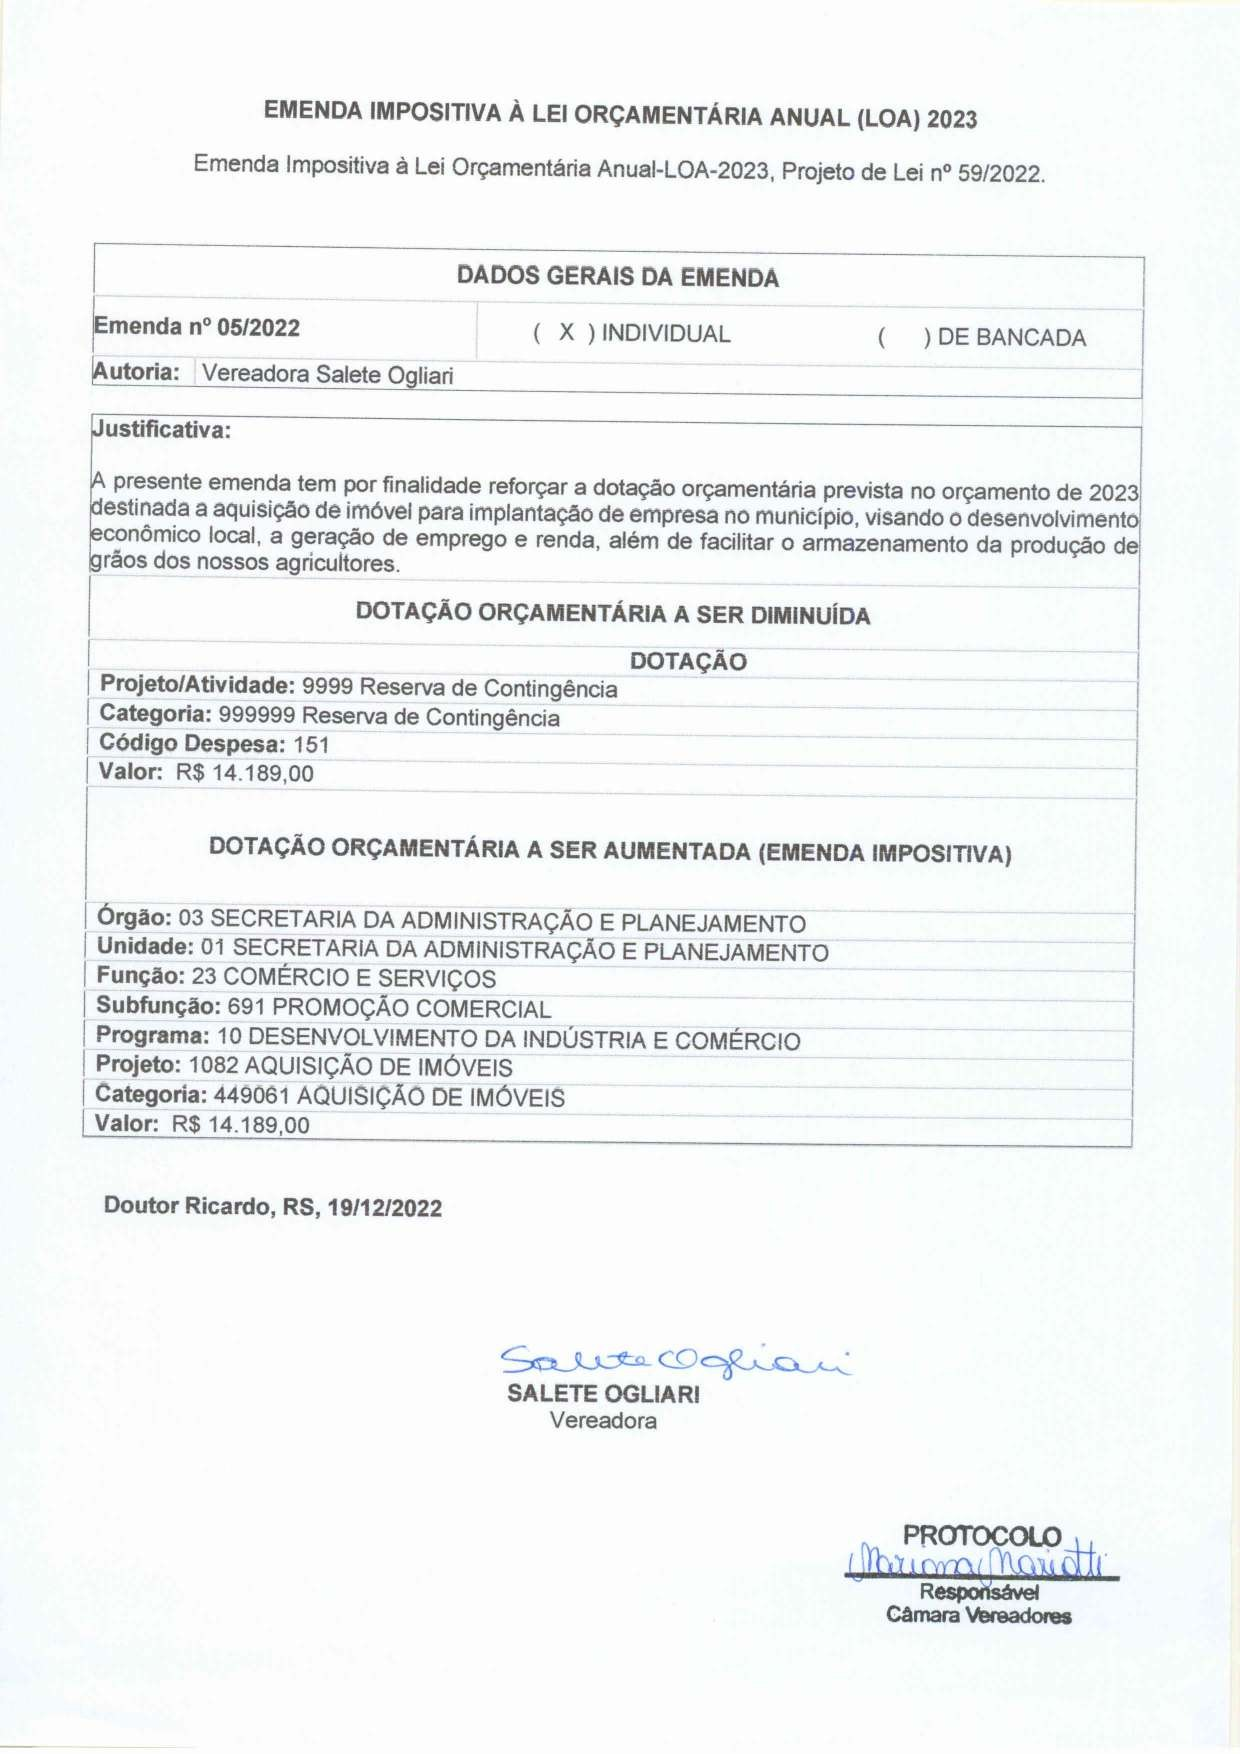 EMENDA IMPOSITIVA À LEI ORÇAMENTÁRIA ANUAL (LOA) 2023
Emenda Impositiva à Lei Orçamentária Anual-LOA-2023, Projeto de Lei nº 59/2022.
DADOS GERAIS DA EMENDA
Emenda nº 05/2022 ( X ) INDIVIDUAL ( ) DE BANCADA
Autoria: Vereadora Salete Ogliari
Justificativa:
A presente emenda tem por finalidade reforçar a dotação orçamentária prevista no orçamento de 2023
destinada a aquisição de imóvel para implantação de empresa no município, visando o desenvolvimento
econômico local, a geração de emprego e renda, além de facilitar o armazenamento da produção de
grãos dos nossos agricultores.
DOTAÇÃO ORÇAMENTÁRIA A SER DIMINUÍDA
DOTAÇÃO
Projeto/Atividade: 9999 Reserva de Contingência
Categoria: 999999 Reserva de Contingência
Código Despesa: 151
Valor: R$ 14.189,00
DOTAÇÃO ORÇAMENTÁRIA A SER AUMENTADA (EMENDA IMPOSITIVA)
Órgão: 03 SECRETARIA DA ADMINISTRAÇÃO E PLANEJAMENTO
Unidade: 01 SECRETARIA DA ADMINISTRAÇÃO E PLANEJAMENTO
Função: 23 COMÉRCIO E SERVIÇOS
Subfunção: 691 PROMOÇÃO COMERCIAL
Programa: 10 DESENVOLVIMENTO DA INDÚSTRIA E COMÉRCIO
Projeto: 1082 AQUISIÇÃO DE IMÓVEIS
Categoria: 449061 AQUISIÇÃO DE IMÓVEIS
Valor: R$ 14.189,00
Doutor Ricardo, RS, 19/12/2022
Salete Ogliari
SALETE OGLIARI
Vereadora
PROTOCOLO
Mariana Mariotti
Responsável
Câmara Vereadores